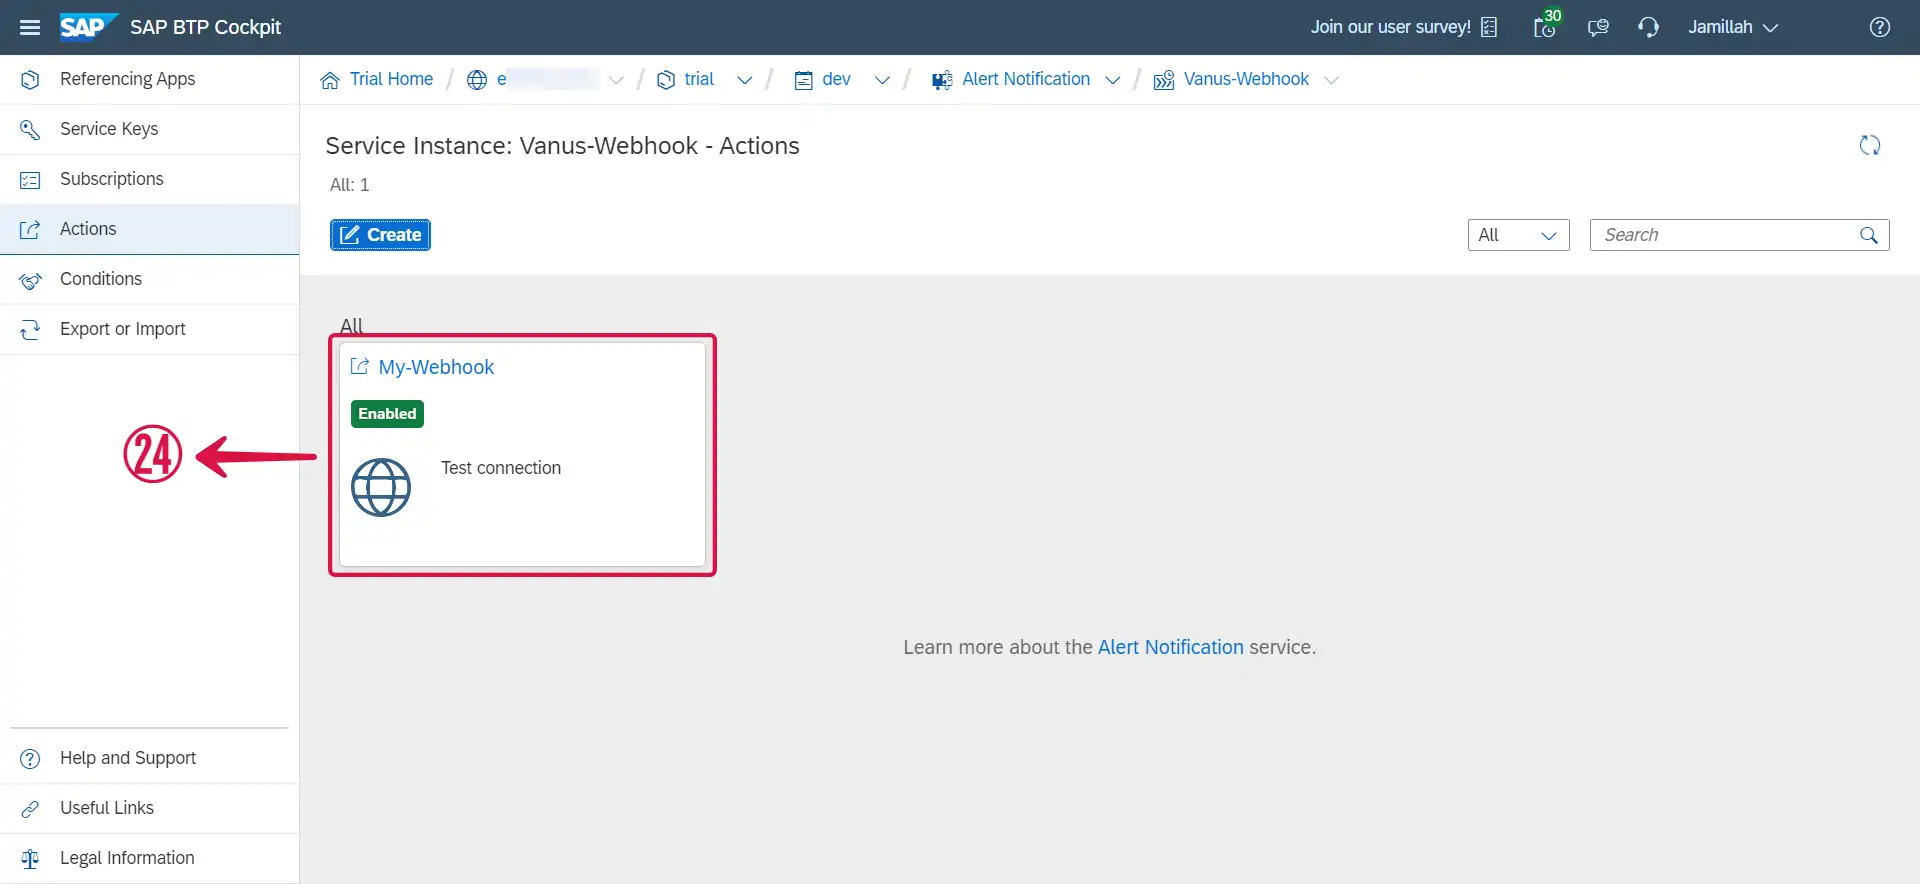 SAP SAP BTP Cockpit Join our user survey! 30 Jamillah
Referencing Apps
Service Keys
Subscriptions
Actions
Conditions
Export or Import
Trial Home / e / trial / dev / Alert Notification / Vanus-Webhook
Service Instance: Vanus-Webhook - Actions
All: 1
Create
All
Search
All
My-Webhook
Enabled
Test connection
24
Learn more about the Alert Notification service.
Help and Support
Useful Links
Legal Information